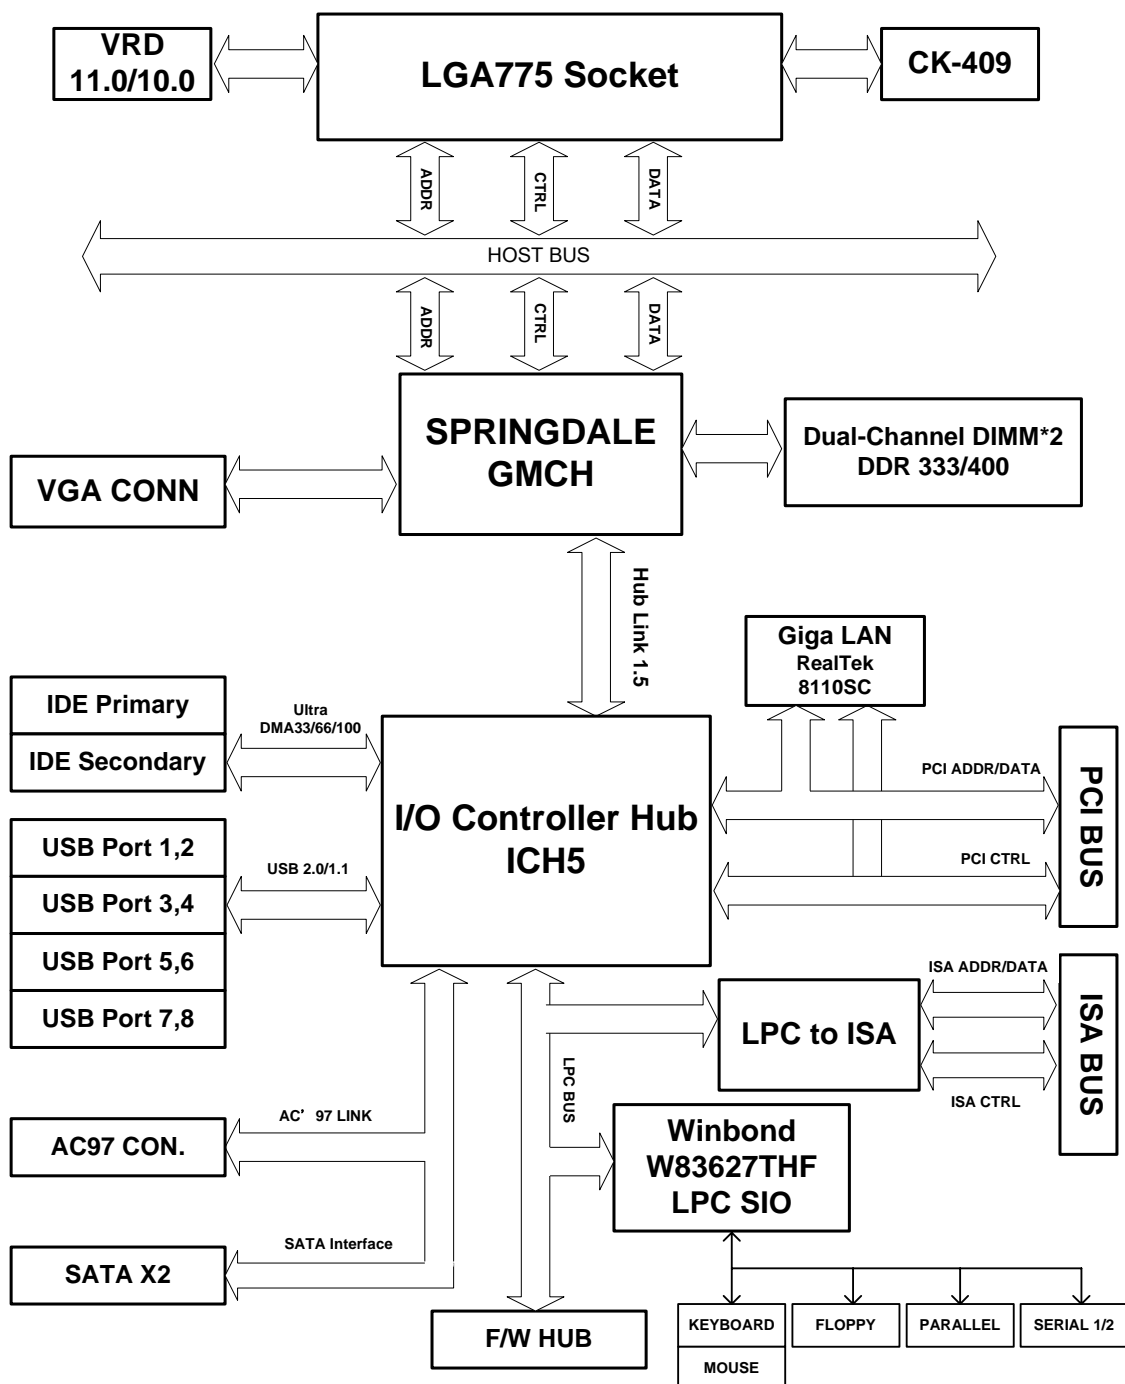 VRD
11.0/10.0
LGA775 Socket
CK-409
ADDR
CTRL
DATA
HOST BUS
ADDR
CTRL
DATA
SPRINGDALE
GMCH
Dual-Channel DIMM*2
DDR 333/400
VGA CONN
Hub Link 1.5
Giga LAN
RealTek
8110SC
IDE Primary
IDE Secondary
Ultra
DMA33/66/100
PCI ADDR/DATA
PCI CTRL
PCI BUS
I/O Controller Hub
ICH5
USB Port 1,2
USB Port 3,4
USB Port 5,6
USB Port 7,8
USB 2.0/1.1
ISA ADDR/DATA
ISA CTRL
ISA BUS
LPC to ISA
LPC BUS
AC’ 97 LINK
AC97 CON.
Winbond
W83627THF
LPC SIO
SATA Interface
SATA X2
F/W HUB
KEYBOARD
MOUSE
FLOPPY
PARALLEL
SERIAL 1/2